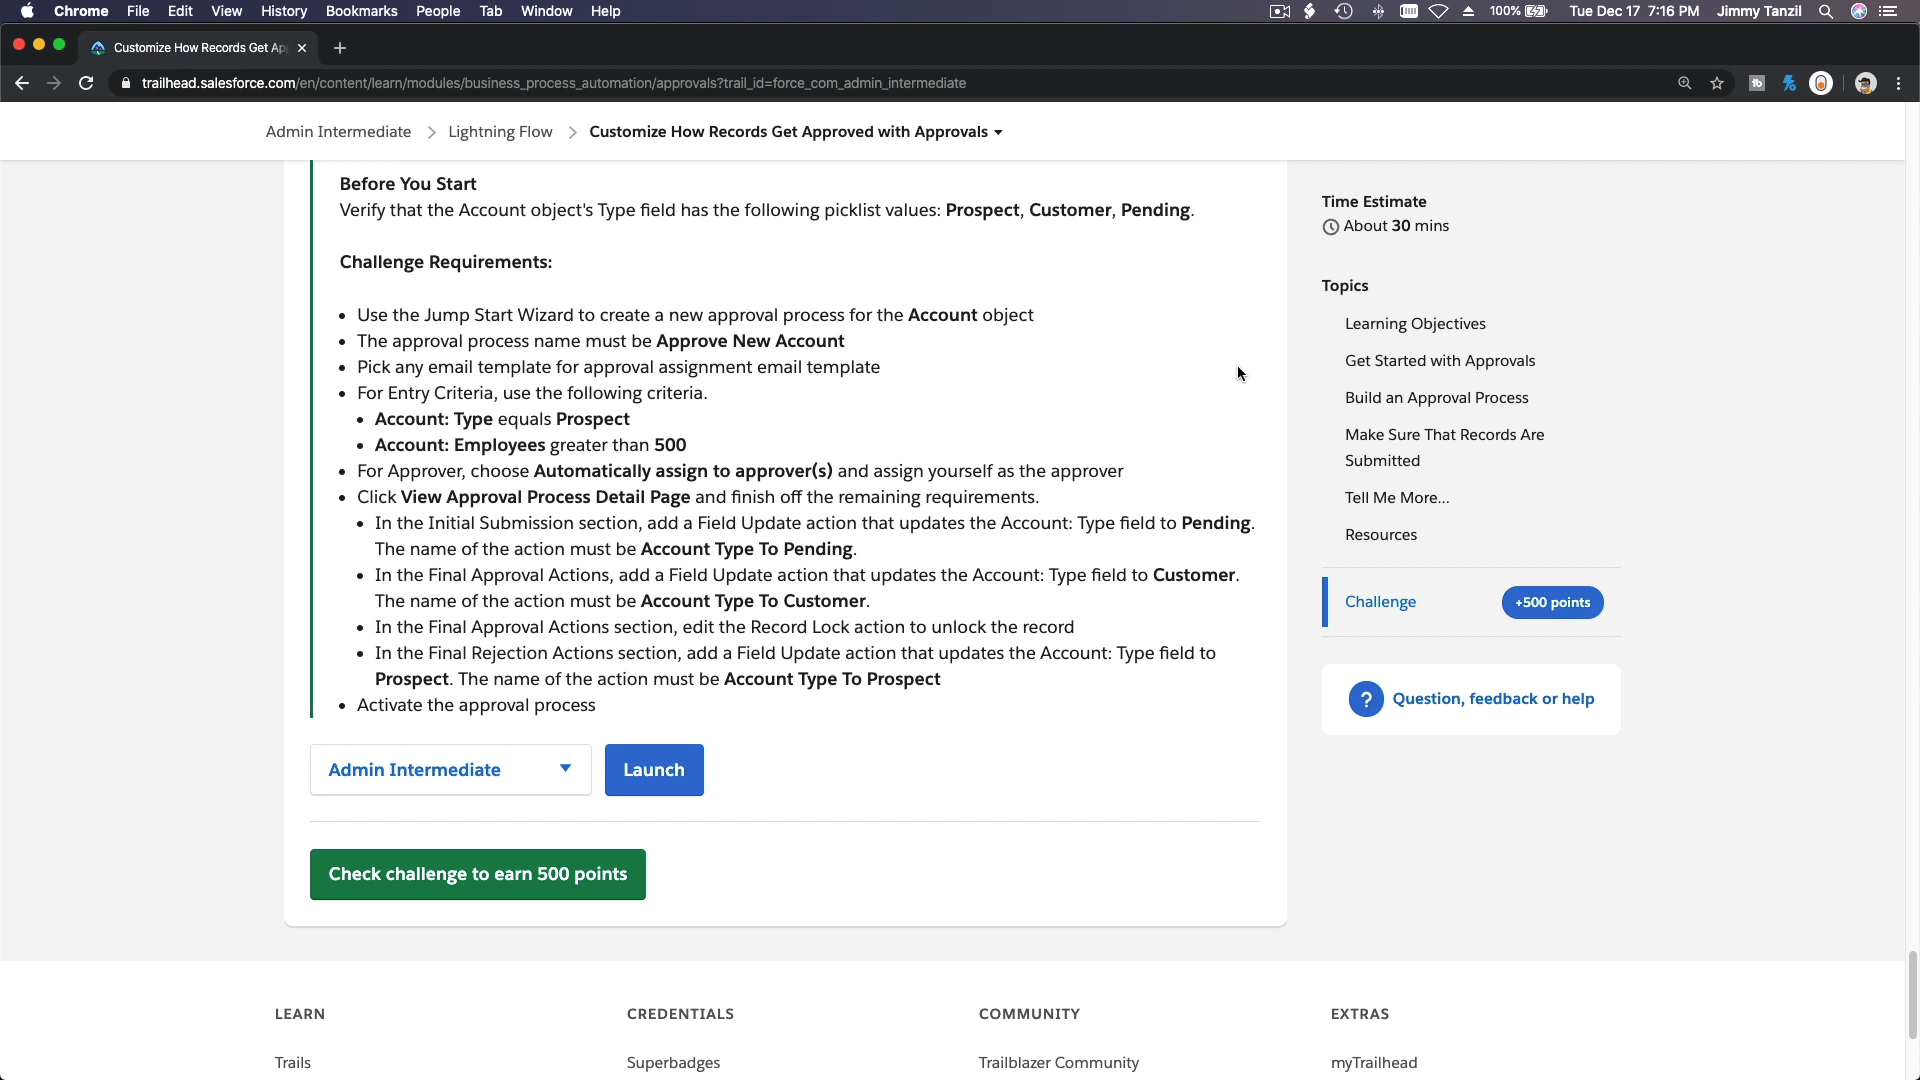 Chrome File Edit View History Bookmarks People Tab Window Help 100% Tue Dec 17 7:16 PM Jimmy Tanzil
Customize How Records Get Ap
trailhead.salesforce.com/en/content/learn/modules/business_process_automation/approvals?trail_id=force_com_admin_intermediate
Admin Intermediate > Lightning Flow > Customize How Records Get Approved with Approvals
Before You Start
Verify that the Account object's Type field has the following picklist values: Prospect, Customer, Pending.
Challenge Requirements:
• Use the Jump Start Wizard to create a new approval process for the Account object
• The approval process name must be Approve New Account
• Pick any email template for approval assignment email template
• For Entry Criteria, use the following criteria.
• Account: Type equals Prospect
• Account: Employees greater than 500
• For Approver, choose Automatically assign to approver(s) and assign yourself as the approver
• Click View Approval Process Detail Page and finish off the remaining requirements.
• In the Initial Submission section, add a Field Update action that updates the Account: Type field to Pending.
The name of the action must be Account Type To Pending.
• In the Final Approval Actions, add a Field Update action that updates the Account: Type field to Customer.
The name of the action must be Account Type To Customer.
• In the Final Approval Actions section, edit the Record Lock action to unlock the record
• In the Final Rejection Actions section, add a Field Update action that updates the Account: Type field to
Prospect. The name of the action must be Account Type To Prospect
• Activate the approval process
Admin Intermediate
Launch
Check challenge to earn 500 points
Time Estimate
About 30 mins
Topics
Learning Objectives
Get Started with Approvals
Build an Approval Process
Make Sure That Records Are
Submitted
Tell Me More...
Resources
Challenge
+500 points
? Question, feedback or help
LEARN
Trails
CREDENTIALS
Superbadges
COMMUNITY
Trailblazer Community
EXTRAS
myTrailhead